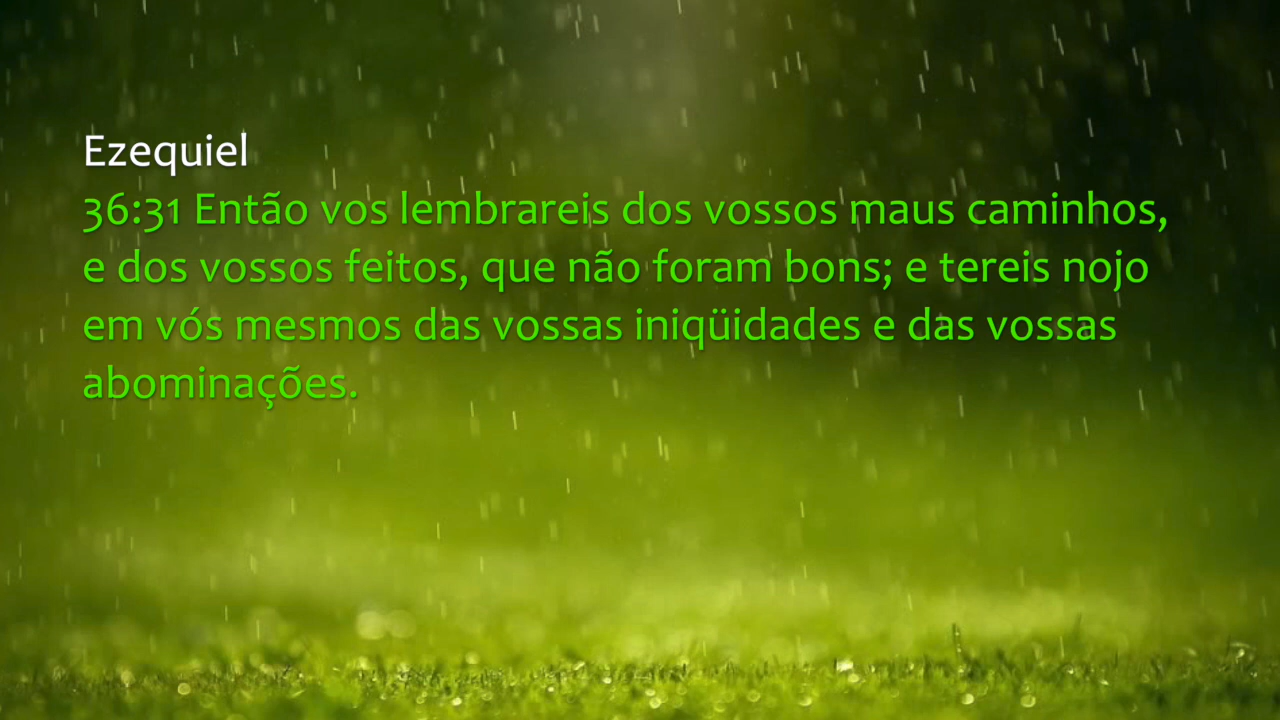 Ezequiel
36:31 Então vos lembrareis dos vossos maus caminhos,
e dos vossos feitos, que não foram bons; e tereis nojo
em vós mesmos das vossas iniqüidades e das vossas
abominações.